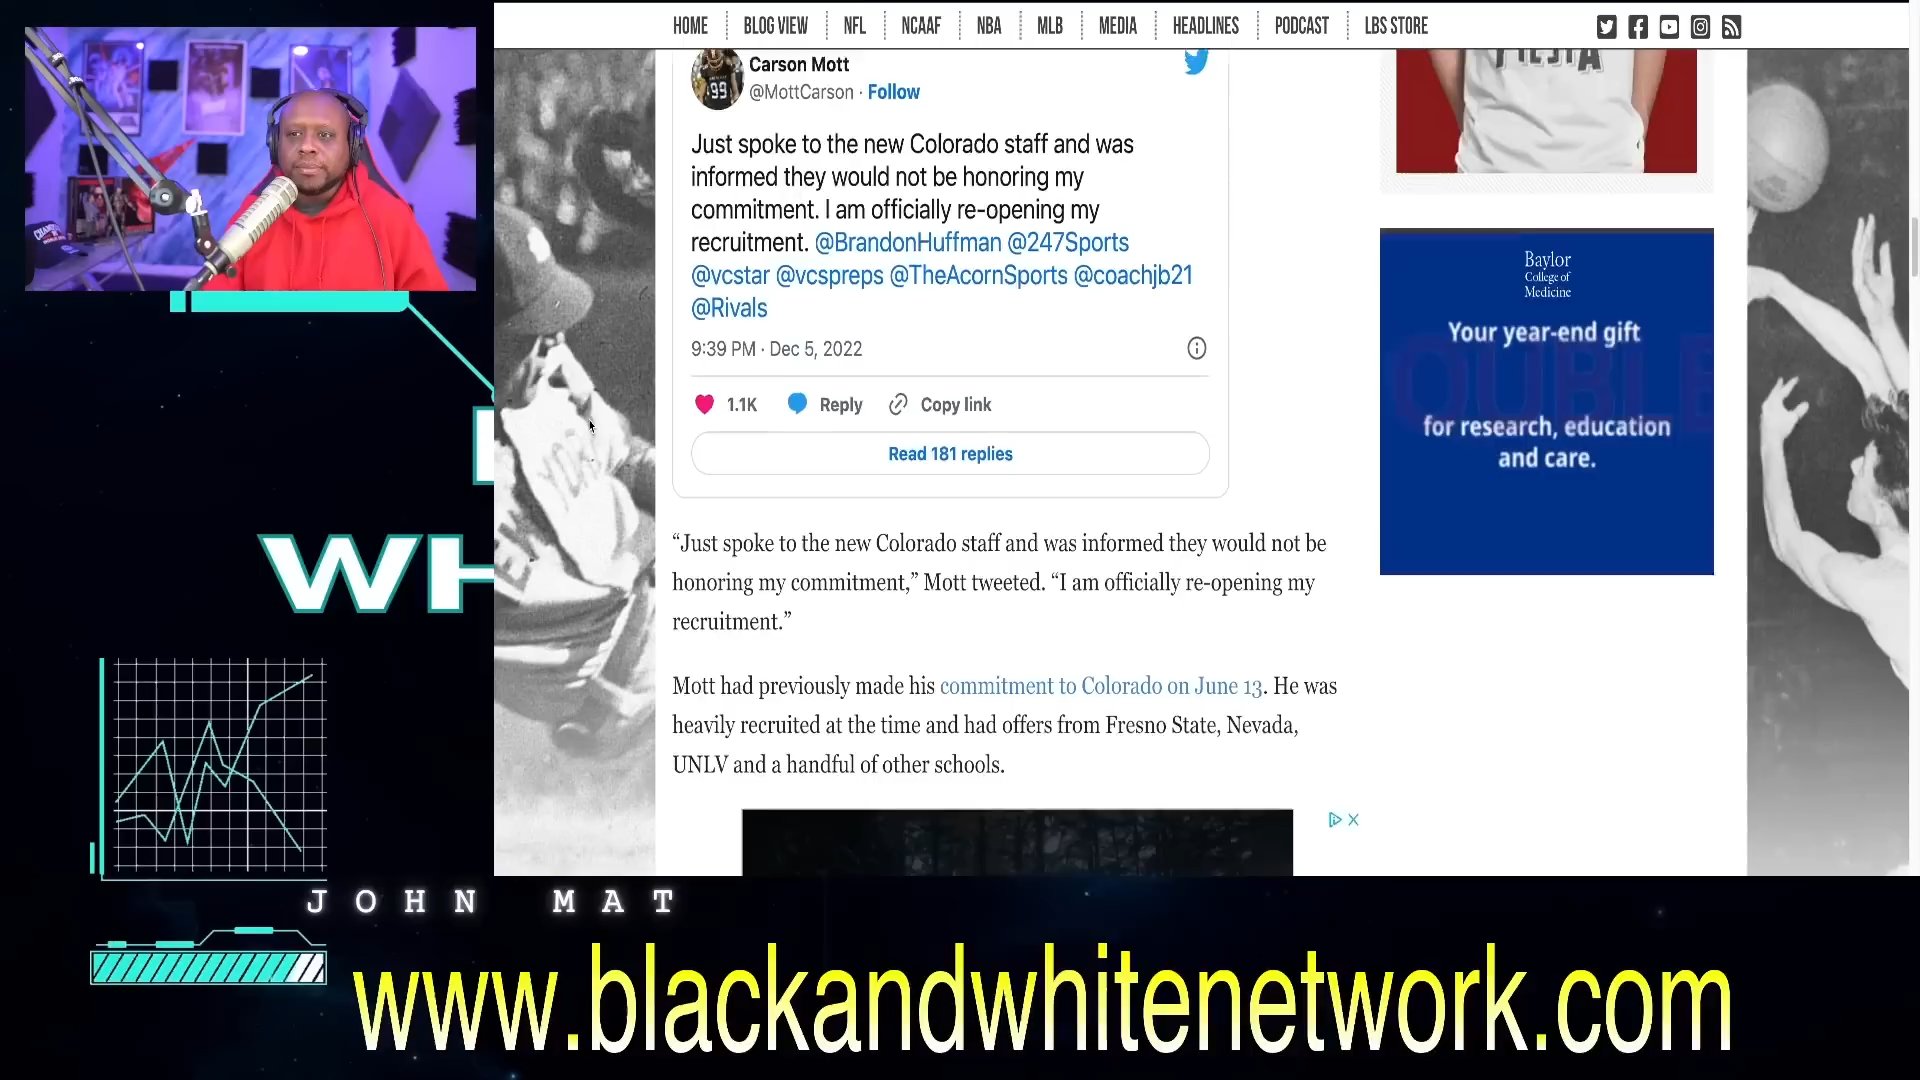 HOME
BLOG VIEW
NFL
NCAAF
NBA
MLB
MEDIA
HEADLINES
PODCAST
LBS STORE
Carson Mott
@MottCarson · Follow
99
Just spoke to the new Colorado staff and was
informed they would not be honoring my
commitment. I am officially re-opening my
recruitment. @BrandonHuffman @247Sports
@vcstar @vcspreps @TheAcornSports @coachjb21
@Rivals
9:39 PM · Dec 5, 2022
1.1K
Reply
Copy link
Read 181 replies
“Just spoke to the new Colorado staff and was informed they would not be
honoring my commitment,” Mott tweeted. “I am officially re-opening my
recruitment.”
Mott had previously made his commitment to Colorado on June 13. He was
heavily recruited at the time and had offers from Fresno State, Nevada,
UNLV and a handful of other schools.
Baylor
College of
Medicine
Your year-end gift
for research, education
and care.
WH
JOHN MAT
www.blackandwhitenetwork.com